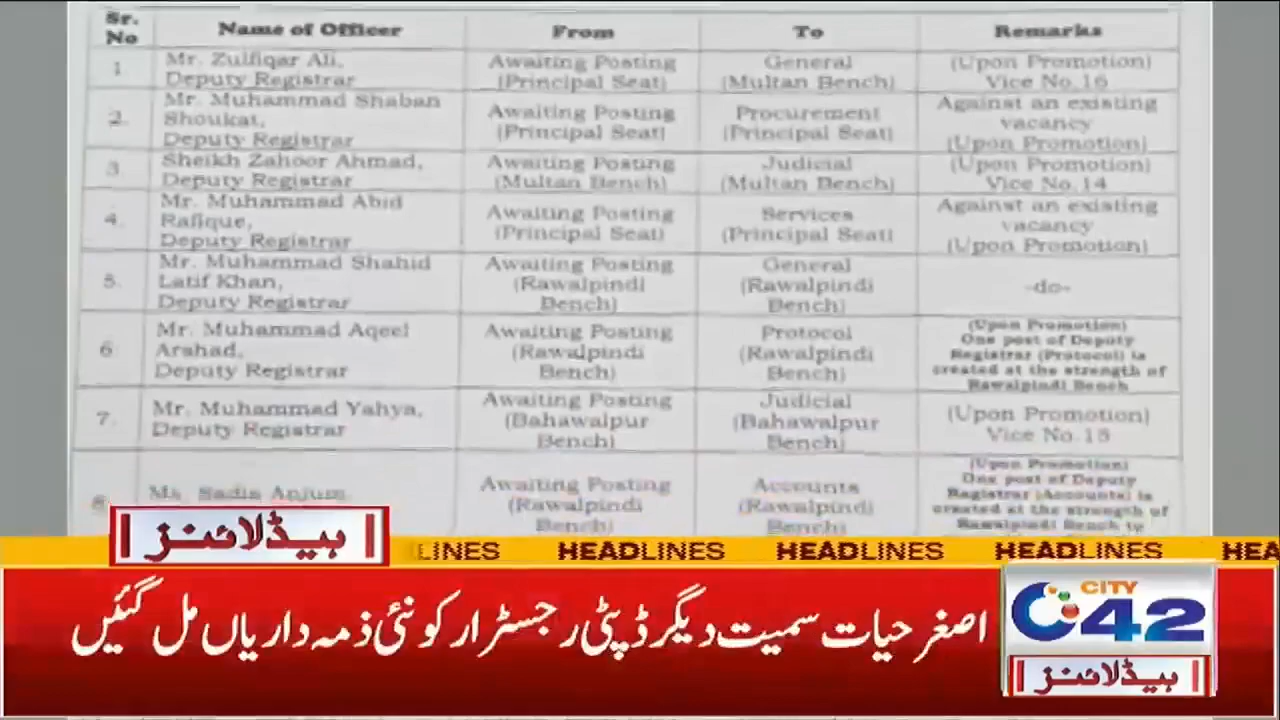 Sr. No | Name of Officer | From | To | Remarks
1 | Mr. Zulfiqar Ali, Deputy Registrar | Awaiting Posting (Principal Seat) | General (Multan Bench) | (Upon Promotion) Vice No.16
2. | Mr. Muhammad Shaban Shoukat, Deputy Registrar | Awaiting Posting (Principal Seat) | Procurement (Principal Seat) | Against an existing vacancy (Upon Promotion)
3 | Sheikh Zahoor Ahmad, Deputy Registrar | Awaiting Posting (Multan Bench) | Judicial (Multan Bench) | (Upon Promotion) Vice No.14
4. | Mr. Muhammad Abid Rafique, Deputy Registrar | Awaiting Posting (Principal Seat) | Services (Principal Seat) | Against an existing vacancy (Upon Promotion)
5. | Mr. Muhammad Shahid Latif Khan, Deputy Registrar | Awaiting Posting (Rawalpindi Bench) | General (Rawalpindi Bench) | -do-
6 | Mr. Muhammad Aqeel Arahad, Deputy Registrar | Awaiting Posting (Rawalpindi Bench) | Protocol (Rawalpindi Bench) | (Upon Promotion) One post of Deputy Registrar (Protocol) is created at the strength of Rawalpindi Bench
7. | Mr. Muhammad Yahya, Deputy Registrar | Awaiting Posting (Bahawalpur Bench) | Judicial (Bahawalpur Bench) | (Upon Promotion) Vice No.15
8 | Ms. Sadia Anjum | Awaiting Posting (Rawalpindi Bench) | Accounts (Rawalpindi Bench) | (Upon Promotion) One post of Deputy Registrar (Accounts) is created at the strength of Rawalpindi Bench to
ہیڈلائنز
LINES HEADLINES HEADLINES HEADLINES HEA
اصغر حیات سمیت دیگر ڈپٹی رجسٹرار کو نئی ذمہ داریاں مل گئیں
CITY
42
ہیڈلائنز